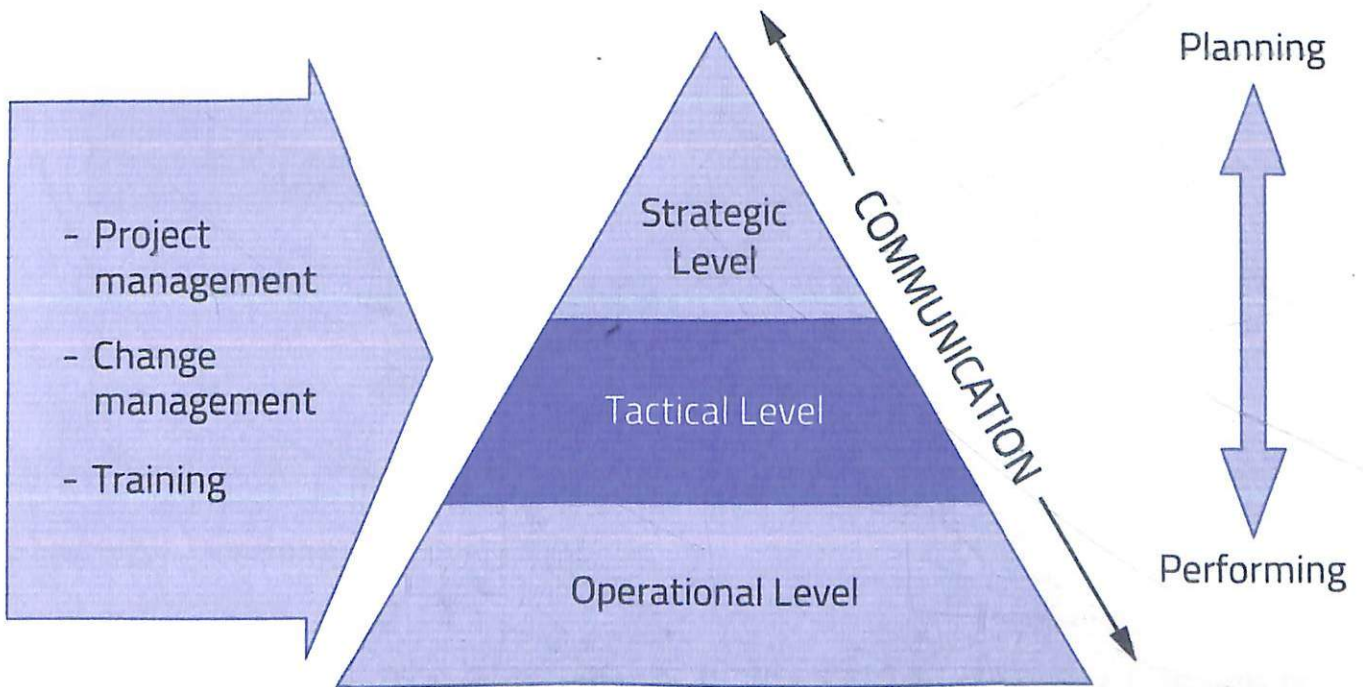 - Project
management
- Change
management
- Training
Strategic
Level
Tactical Level
Operational Level
COMMUNICATION
Planning
Performing